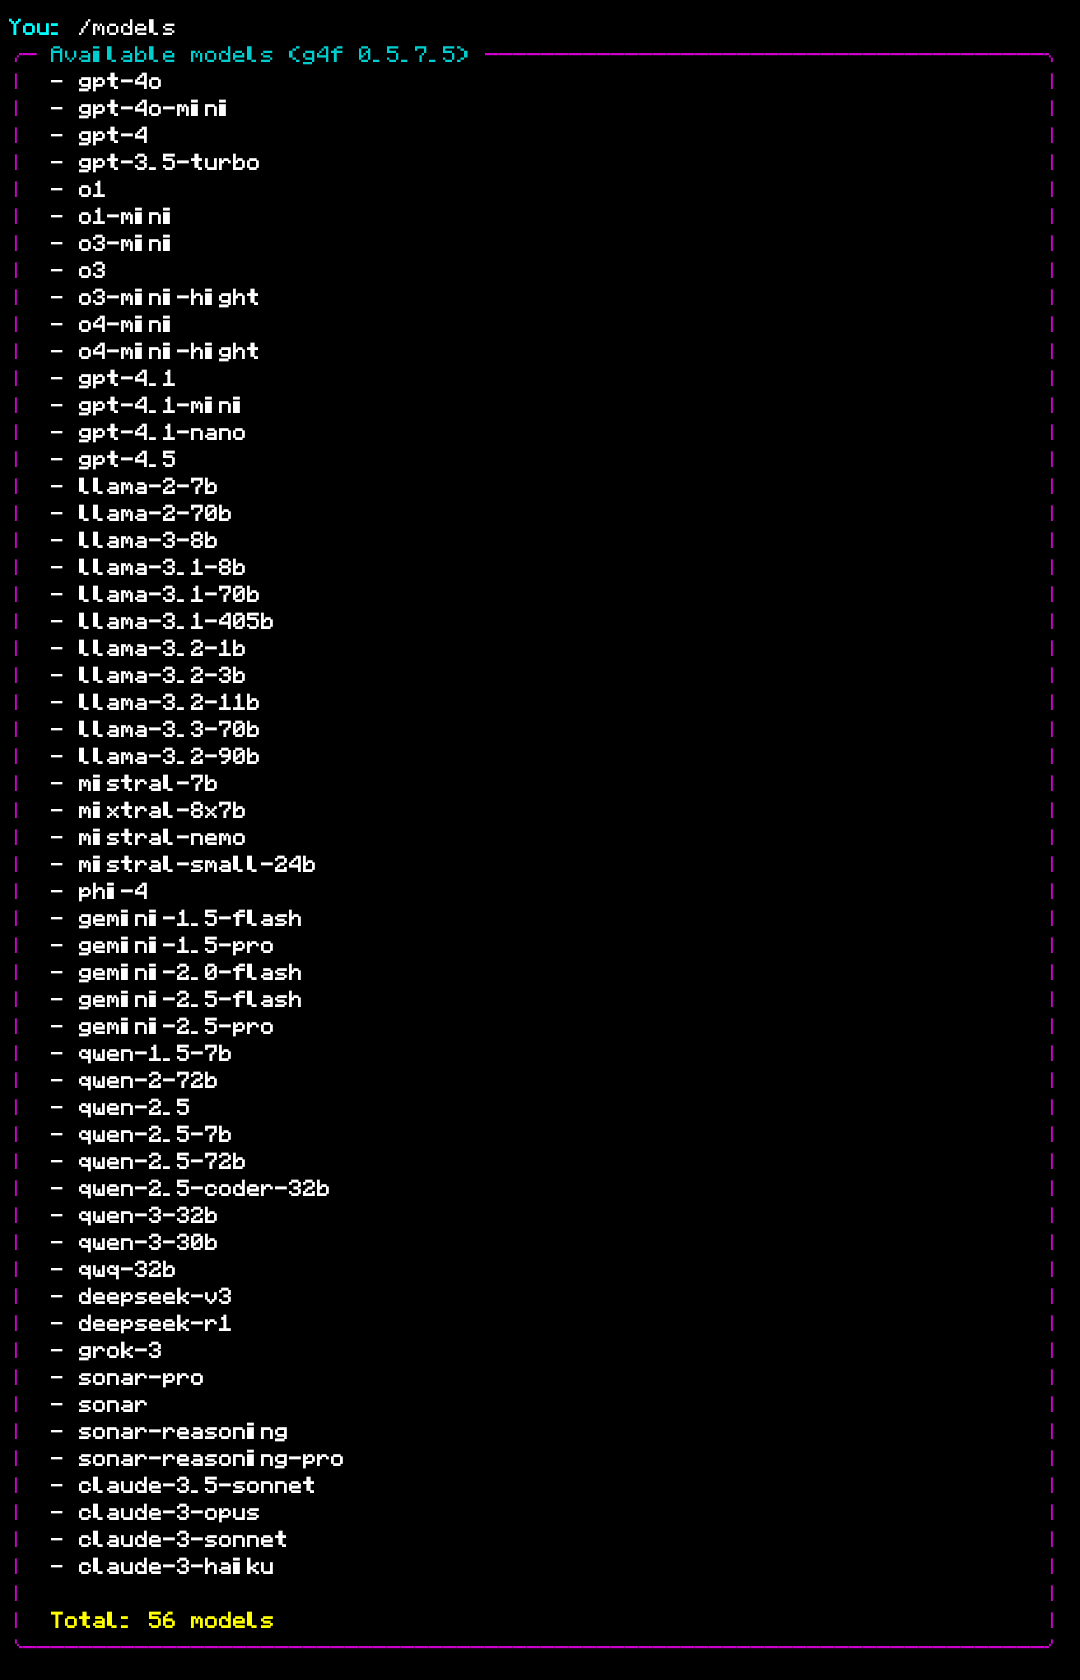 You: /models
Available models (g4f 0.5.7.5)
- gpt-4o
- gpt-4o-mini
- gpt-4
- gpt-3.5-turbo
- o1
- o1-mini
- o3-mini
- o3
- o3-mini-hight
- o4-mini
- o4-mini-hight
- gpt-4.1
- gpt-4.1-mini
- gpt-4.1-nano
- gpt-4.5
- llama-2-7b
- llama-2-70b
- llama-3-8b
- llama-3.1-8b
- llama-3.1-70b
- llama-3.1-405b
- llama-3.2-1b
- llama-3.2-3b
- llama-3.2-11b
- llama-3.3-70b
- llama-3.2-90b
- mistral-7b
- mixtral-8x7b
- mistral-nemo
- mistral-small-24b
- phi-4
- gemini-1.5-flash
- gemini-1.5-pro
- gemini-2.0-flash
- gemini-2.5-flash
- gemini-2.5-pro
- qwen-1.5-7b
- qwen-2-72b
- qwen-2.5
- qwen-2.5-7b
- qwen-2.5-72b
- qwen-2.5-coder-32b
- qwen-3-32b
- qwen-3-30b
- qwq-32b
- deepseek-v3
- deepseek-r1
- grok-3
- sonar-pro
- sonar
- sonar-reasoning
- sonar-reasoning-pro
- claude-3.5-sonnet
- claude-3-opus
- claude-3-sonnet
- claude-3-haiku
Total: 56 models